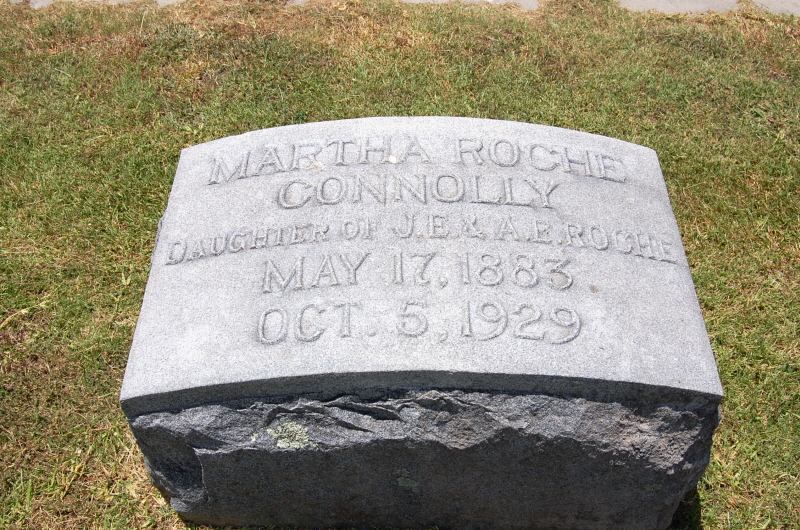 MARTHA ROCHE
CONNOLLY
DAUGHTER OF J.E. & A.E. ROCHE
MAY 17, 1883
OCT. 5, 1929